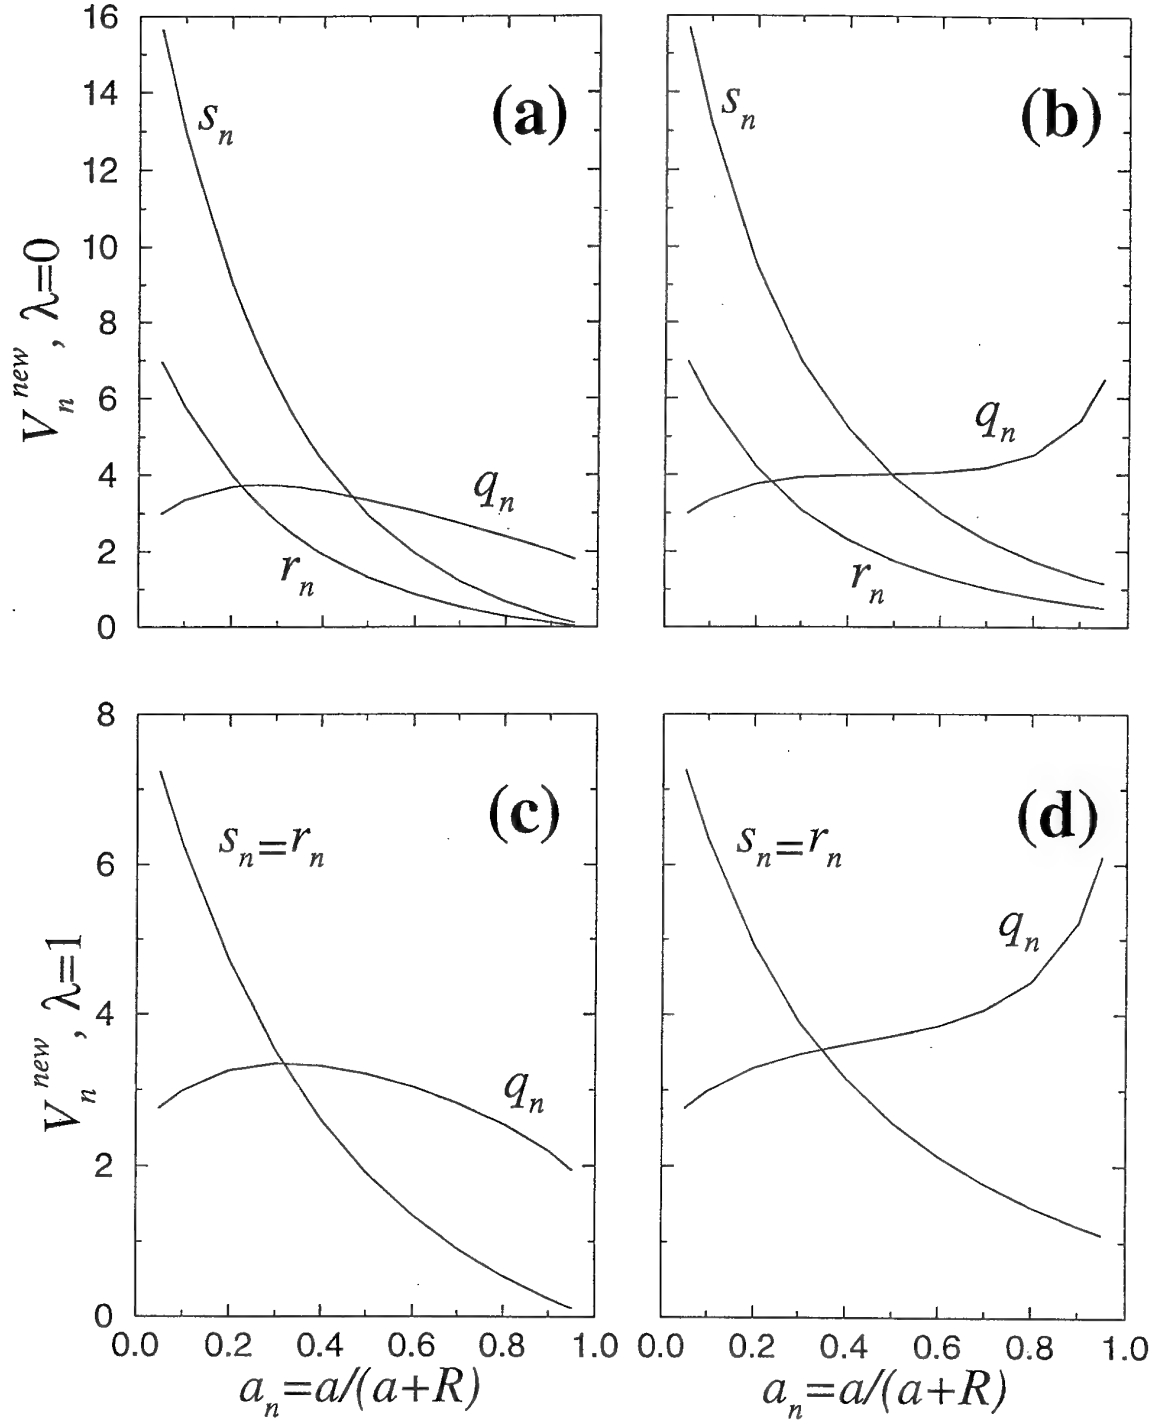 V_n^new, λ=0
16
14
12
10
8
6
4
2
0
(a)
s_n
q_n
r_n
(b)
s_n
q_n
r_n
V_n^new, λ=1
8
6
4
2
0
(c)
s_n=r_n
q_n
0.0 0.2 0.4 0.6 0.8 1.0
a_n=a/(a+R)
(d)
s_n=r_n
q_n
0.0 0.2 0.4 0.6 0.8 1.0
a_n=a/(a+R)